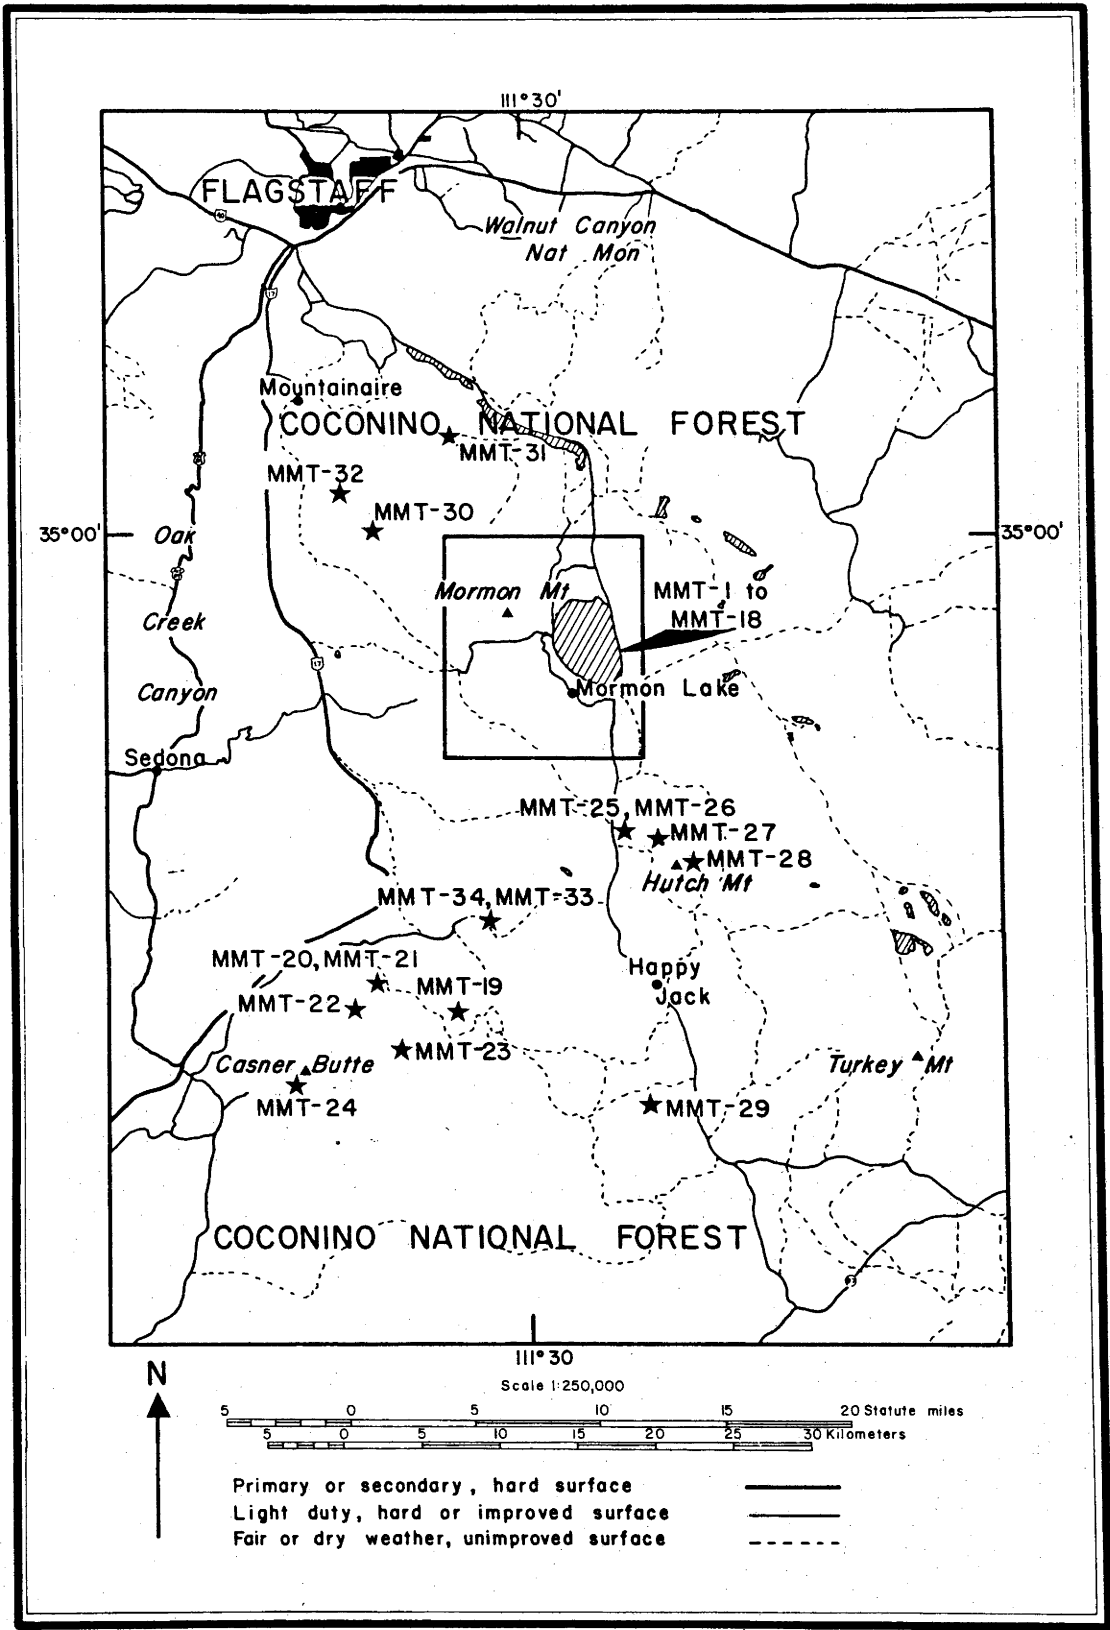 111°30'
FLAGSTAFF
40
Walnut Canyon
Nat Mon
17
Mountainaire
COCONINO NATIONAL FOREST
MMT-31
MMT-32
MMT-30
35°00'
35°00'
Oak
Creek
Canyon
Mormon Mt
MMT-1 to
MMT-18
17
Mormon Lake
Sedona
MMT-25, MMT-26
MMT-27
MMT-28
Hutch Mt
MMT-34, MMT-33
MMT-20, MMT-21
MMT-19
MMT-22
Happy
Jack
MMT-23
Casner Butte
Turkey Mt
MMT-24
MMT-29
COCONINO NATIONAL FOREST
111°30
N
Scale 1:250,000
5 0 5 10 15 20 Statute miles
5 0 5 10 15 20 25 30 Kilometers
Primary or secondary, hard surface
Light duty, hard or improved surface
Fair or dry weather, unimproved surface